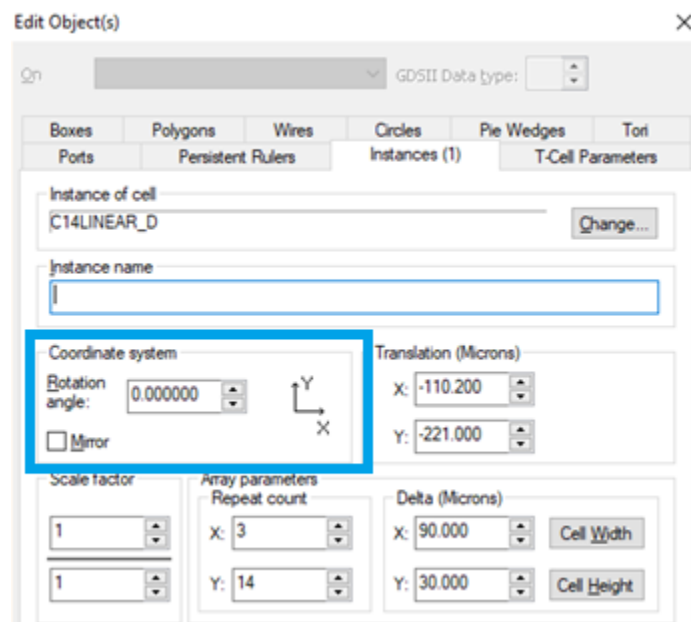 Edit Object(s)
On
GDSII Data type:
Boxes Polygons Wires Circles Pie Wedges Tori
Ports Persistent Rulers Instances (1) T-Cell Parameters
Instance of cell
C14LINEAR_D
Change...
Instance name
Coordinate system
Translation (Microns)
Rotation angle: 0.000000
Y
X
X: -110.200
Mirror
Y: -221.000
Scale factor
Array parameters
Repeat count
Delta (Microns)
1
X: 3
X: 90.000
Cell Width
1
Y: 14
Y: 30.000
Cell Height